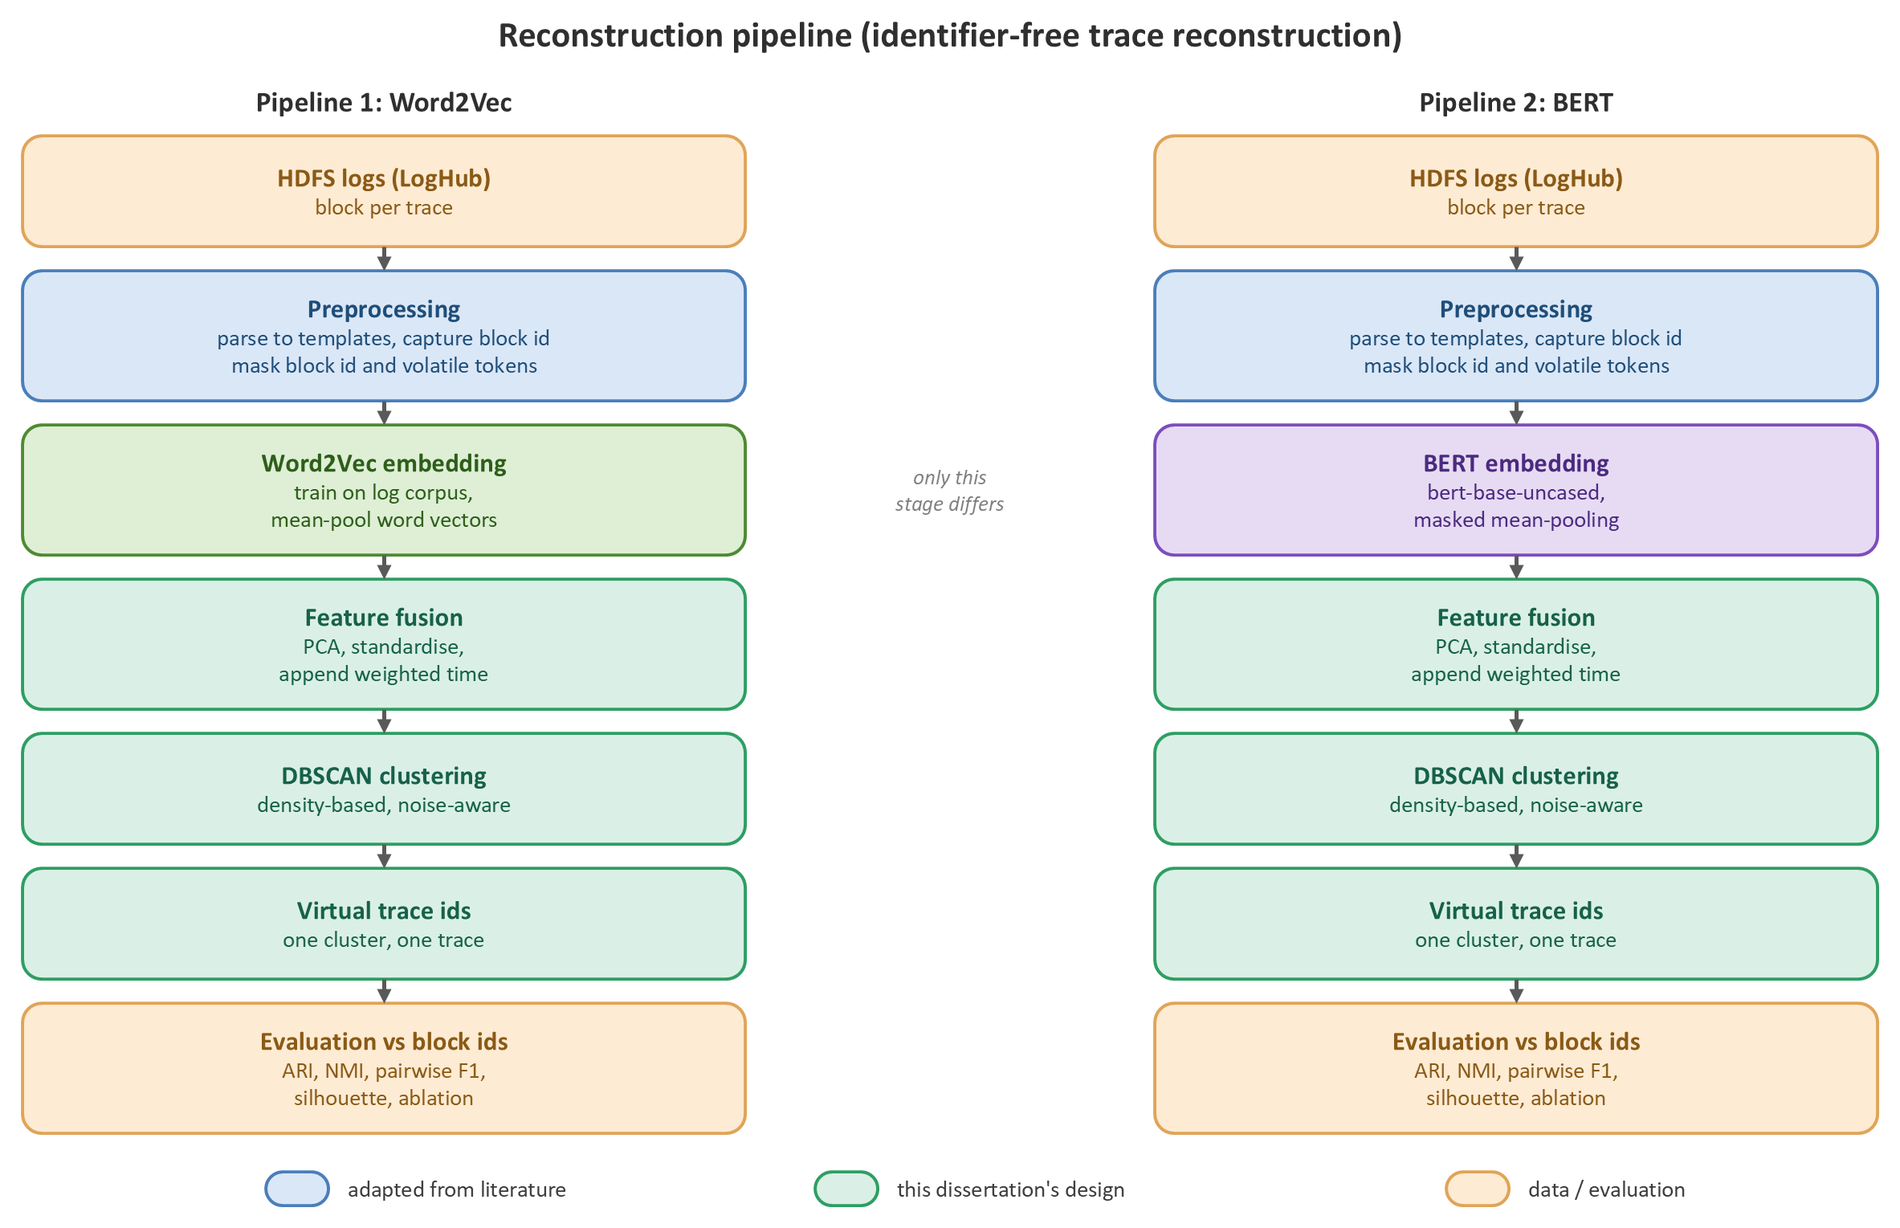 Reconstruction pipeline (identifier-free trace reconstruction)
Pipeline 1: Word2Vec
HDFS logs (LogHub)
block per trace
Preprocessing
parse to templates, capture block id
mask block id and volatile tokens
Word2Vec embedding
train on log corpus,
mean-pool word vectors
Feature fusion
PCA, standardise,
append weighted time
DBSCAN clustering
density-based, noise-aware
Virtual trace ids
one cluster, one trace
Evaluation vs block ids
ARI, NMI, pairwise F1,
silhouette, ablation
only this
stage differs
Pipeline 2: BERT
HDFS logs (LogHub)
block per trace
Preprocessing
parse to templates, capture block id
mask block id and volatile tokens
BERT embedding
bert-base-uncased,
masked mean-pooling
Feature fusion
PCA, standardise,
append weighted time
DBSCAN clustering
density-based, noise-aware
Virtual trace ids
one cluster, one trace
Evaluation vs block ids
ARI, NMI, pairwise F1,
silhouette, ablation
adapted from literature
this dissertation's design
data / evaluation